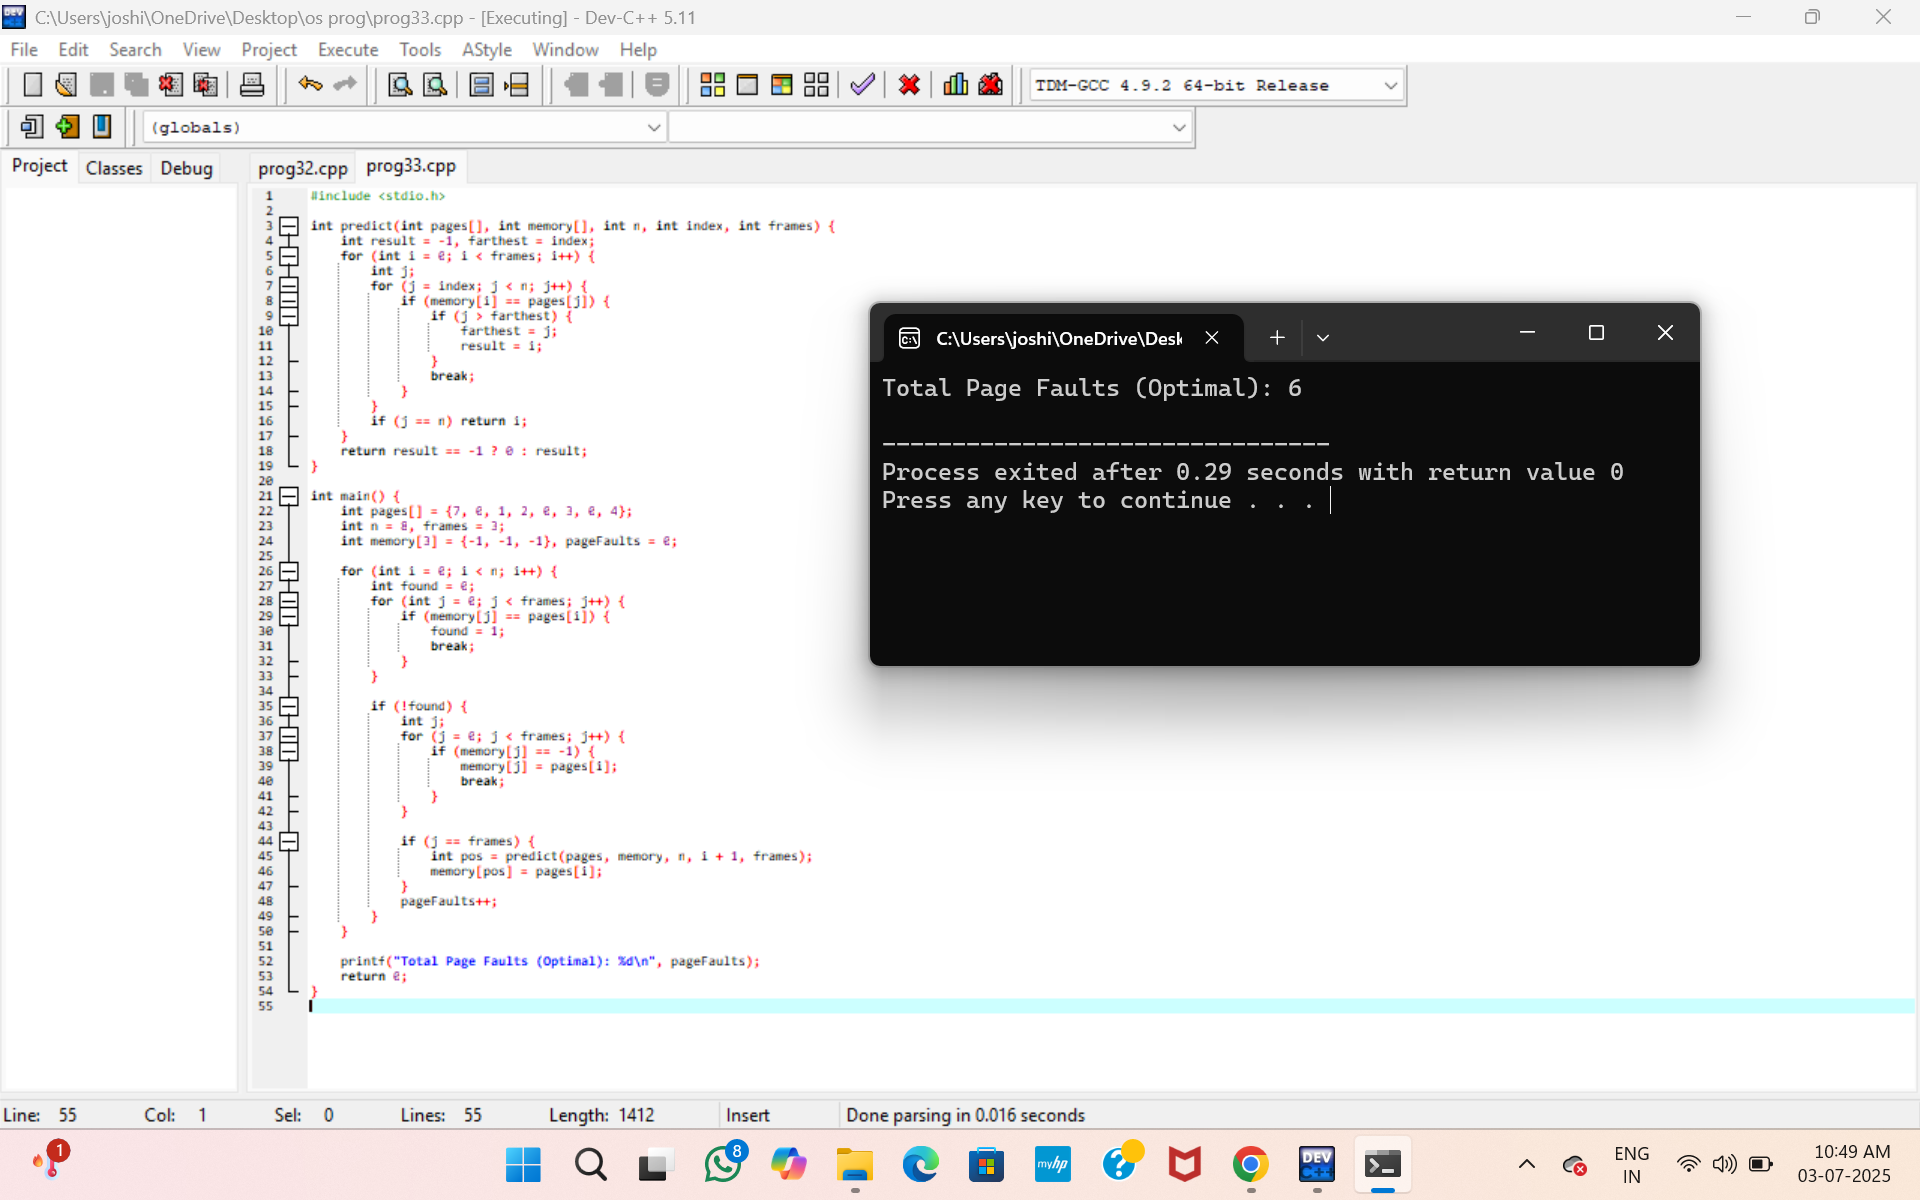 C:\Users\joshi\OneDrive\Desktop\os prog\prog33.cpp - [Executing] - Dev-C++ 5.11
File Edit Search View Project Execute Tools AStyle Window Help
TDM-GCC 4.9.2 64-bit Release
(globals)
Project Classes Debug prog32.cpp prog33.cpp
1 #include <stdio.h>
2
3 int predict(int pages[], int memory[], int n, int index, int frames) {
4 int result = -1, farthest = index;
5 for (int i = 0; i < frames; i++) {
6 int j;
7 for (j = index; j < n; j++) {
8 if (memory[i] == pages[j]) {
9 if (j > farthest) {
10 farthest = j;
11 result = i;
12 }
13 break;
14 }
15 }
16 if (j == n) return i;
17 }
18 return result == -1 ? 0 : result;
19 }
20
21 int main() {
22 int pages[] = {7, 0, 1, 2, 0, 3, 0, 4};
23 int n = 8, frames = 3;
24 int memory[3] = {-1, -1, -1}, pageFaults = 0;
25
26 for (int i = 0; i < n; i++) {
27 int found = 0;
28 for (int j = 0; j < frames; j++) {
29 if (memory[j] == pages[i]) {
30 found = 1;
31 break;
32 }
33 }
34
35 if (!found) {
36 int j;
37 for (j = 0; j < frames; j++) {
38 if (memory[j] == -1) {
39 memory[j] = pages[i];
40 break;
41 }
42 }
43
44 if (j == frames) {
45 int pos = predict(pages, memory, n, i + 1, frames);
46 memory[pos] = pages[i];
47 }
48 pageFaults++;
49 }
50 }
51
52 printf("Total Page Faults (Optimal): %d\n", pageFaults);
53 return 0;
54 }
55
C:\Users\joshi\OneDrive\Desk
Total Page Faults (Optimal): 6
--------------------------------
Process exited after 0.29 seconds with return value 0
Press any key to continue . . .
Line: 55 Col: 1 Sel: 0 Lines: 55 Length: 1412 Insert Done parsing in 0.016 seconds
1
8
myhp
DEV C++
ENG
IN
10:49 AM
03-07-2025